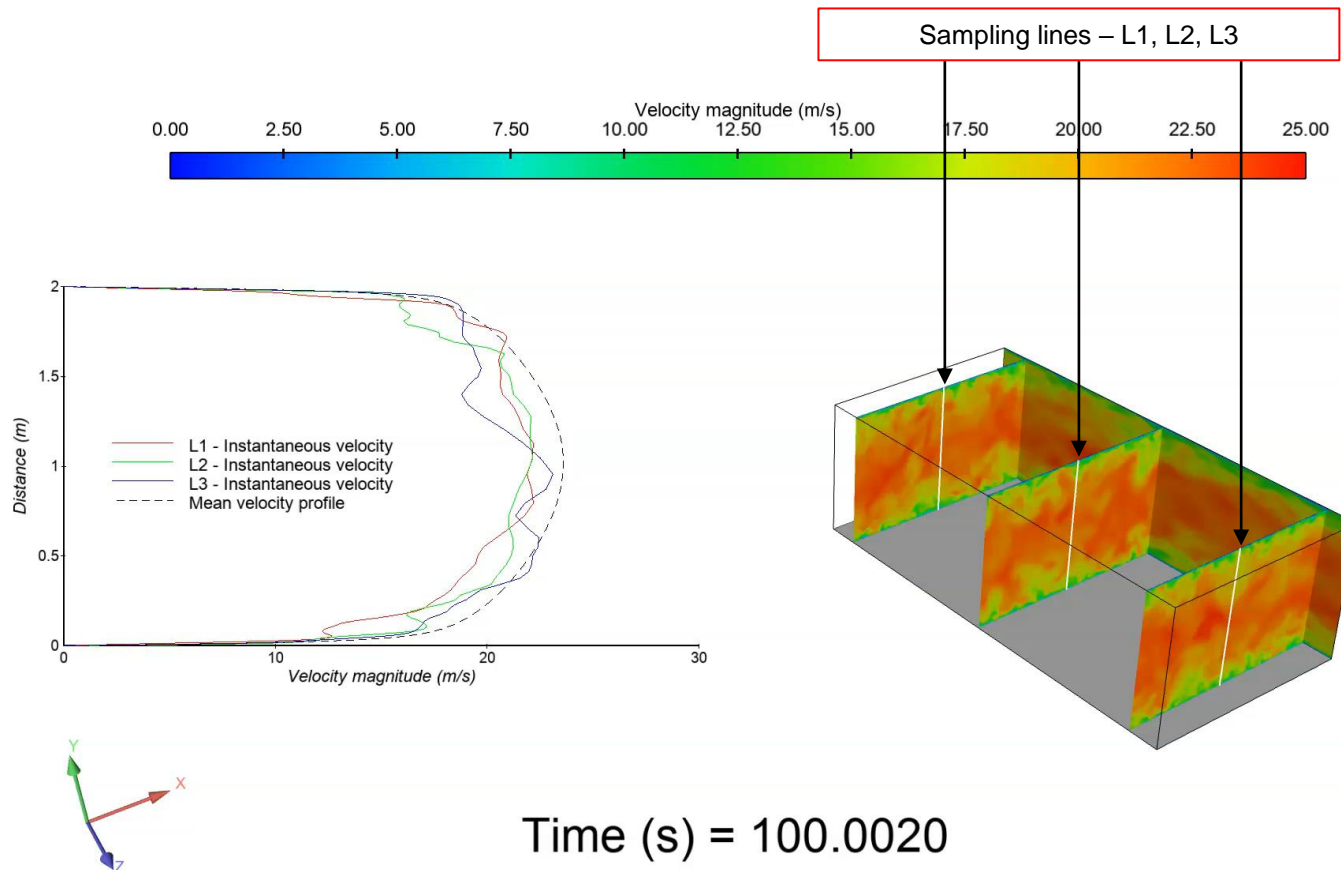 Sampling lines – L1, L2, L3
Velocity magnitude (m/s)
0.00 2.50 5.00 7.50 10.00 12.50 15.00 17.50 20.00 22.50 25.00
2
1.5
1
0.5
0
Distance (m)
L1 - Instantaneous velocity
L2 - Instantaneous velocity
L3 - Instantaneous velocity
Mean velocity profile
0 10 20 30
Velocity magnitude (m/s)
Y
X
Z
Time (s) = 100.0020